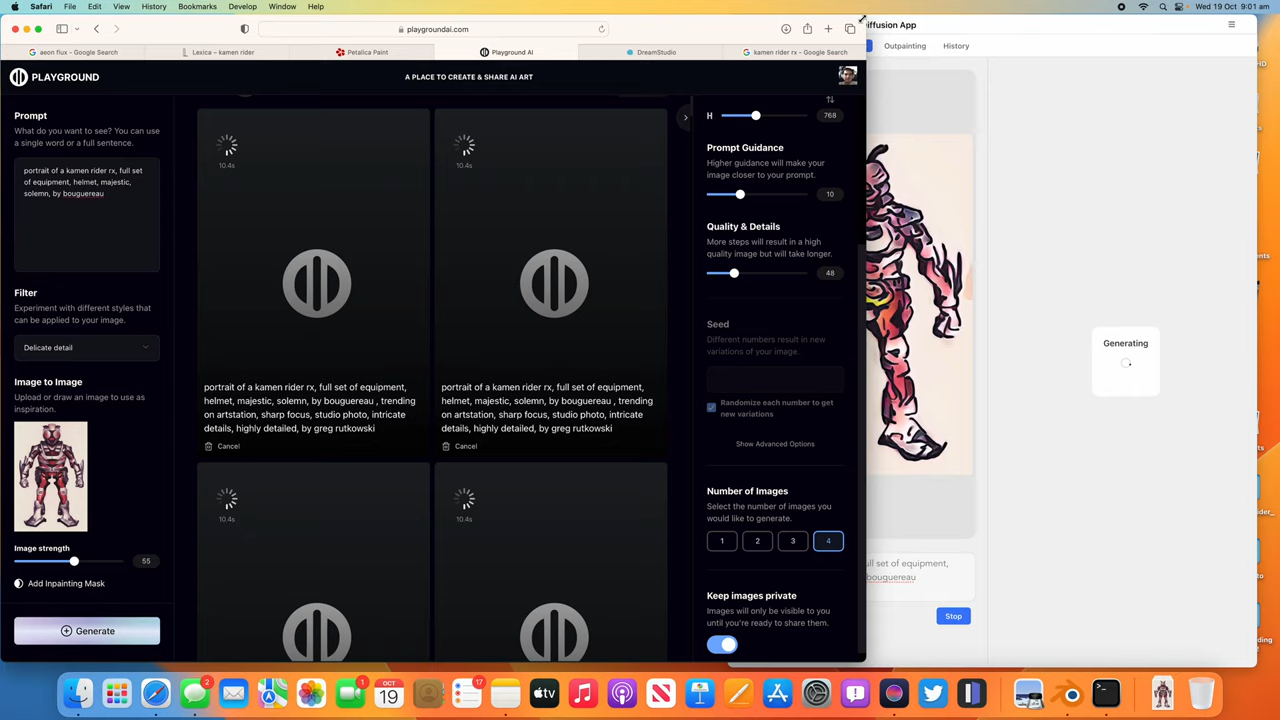 Safari File Edit View History Bookmarks Develop Window Help
Wed 19 Oct 9:01 am
playgroundai.com
aeon flux - Google Search
Lexica – kamen rider
Petalica Paint
Playground AI
DreamStudio
kamen rider rx - Google Search
PLAYGROUND
A PLACE TO CREATE & SHARE AI ART
Prompt
What do you want to see? You can
use a single word or a full sentence.
portrait of a kamen rider rx, full set
of equipment, helmet, majestic,
solemn, by bouguereau
Filter
Experiment with different styles that
can be applied to your image.
Delicate detail
Image to Image
Upload or draw an image to use as
inspiration.
Image strength
55
Add Inpainting Mask
Generate
10.4s
portrait of a kamen rider rx, full set of equipment,
helmet, majestic, solemn, by bouguereau , trending
on artstation, sharp focus, studio photo, intricate
details, highly detailed, by greg rutkowski
Cancel
10.4s
portrait of a kamen rider rx, full set of equipment,
helmet, majestic, solemn, by bouguereau , trending
on artstation, sharp focus, studio photo, intricate
details, highly detailed, by greg rutkowski
Cancel
10.4s
10.4s
H
768
Prompt Guidance
Higher guidance will make your
image closer to your prompt.
10
Quality & Details
More steps will result in a high
quality image but will take longer.
48
Seed
Different numbers result in new
variations of your image.
Randomize each number to get
new variations
Show Advanced Options
Number of Images
Select the number of images you
would like to generate.
1 2 3 4
Keep images private
Images will only be visible to you
until you're ready to share them.
iffusion App
Outpainting
History
Generating
ull set of equipment,
bouguereau
Stop
2
1
OCT
19
17